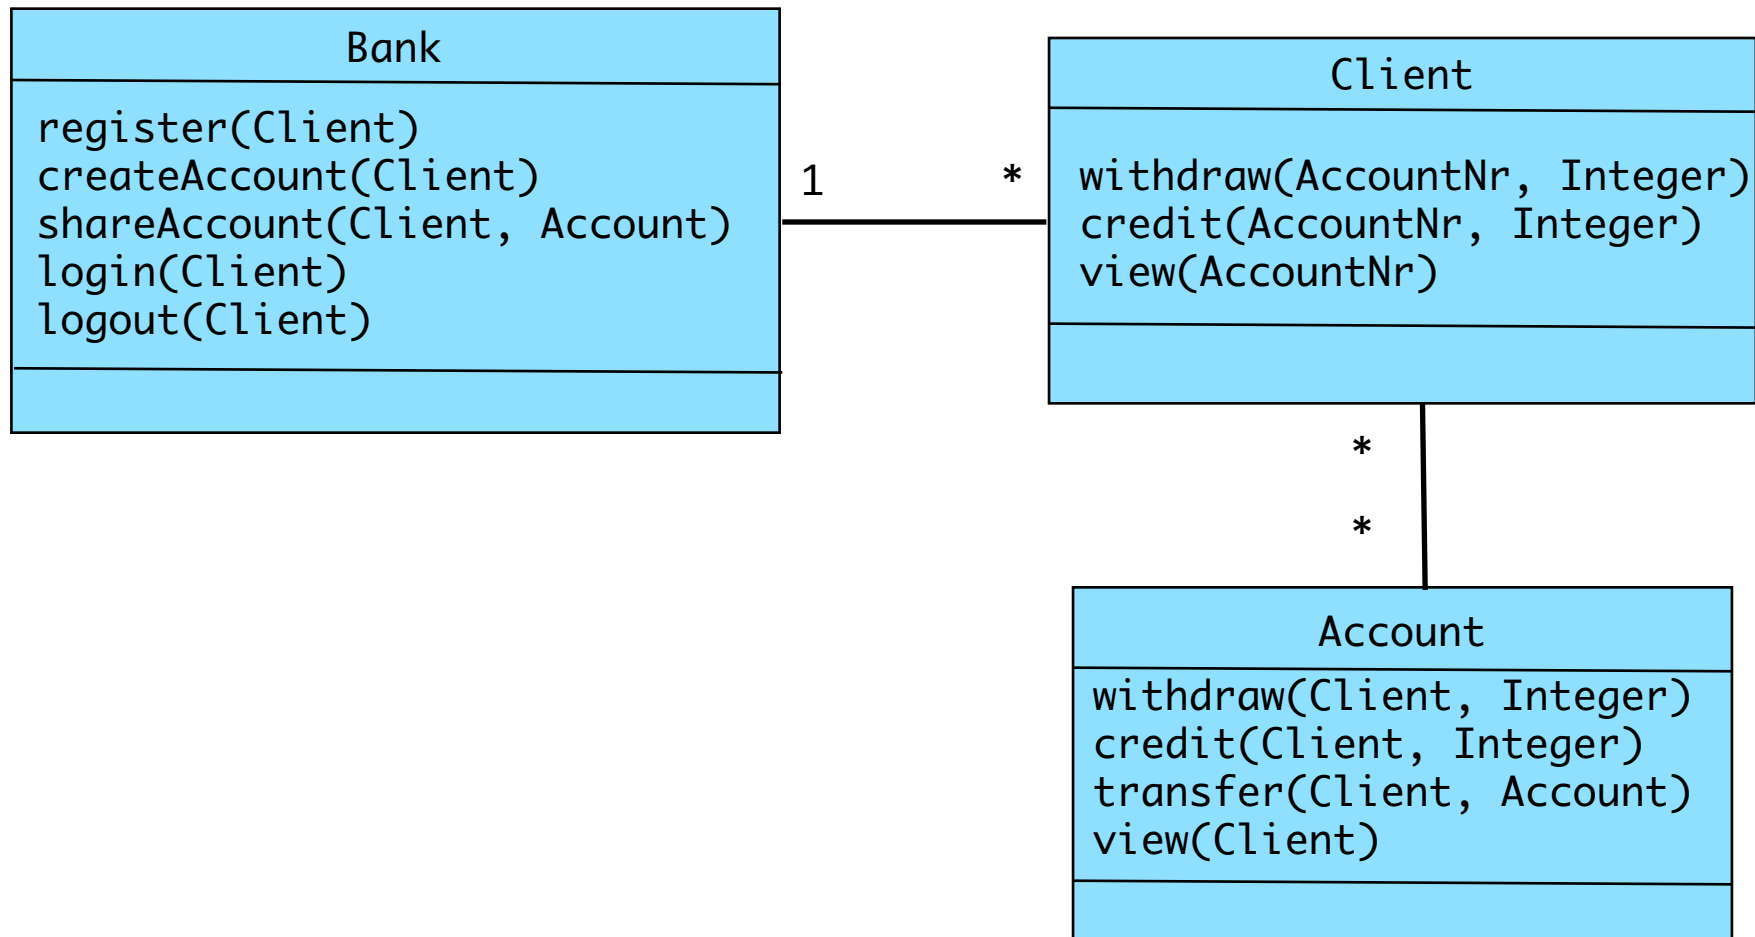 Bank
register(Client)
createAccount(Client)
shareAccount(Client, Account)
login(Client)
logout(Client)
1
*
Client
withdraw(AccountNr, Integer)
credit(AccountNr, Integer)
view(AccountNr)
*
*
Account
withdraw(Client, Integer)
credit(Client, Integer)
transfer(Client, Account)
view(Client)